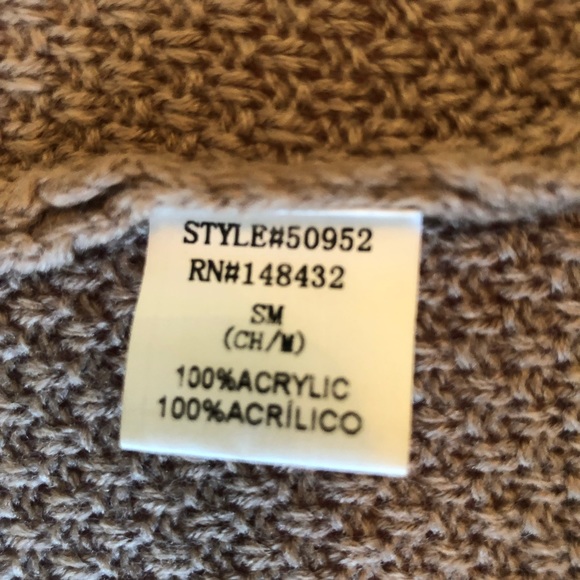 STYLE#50952
RN#148432
SM
(CH/M)
100%ACRYLIC
100%ACRÍLICO